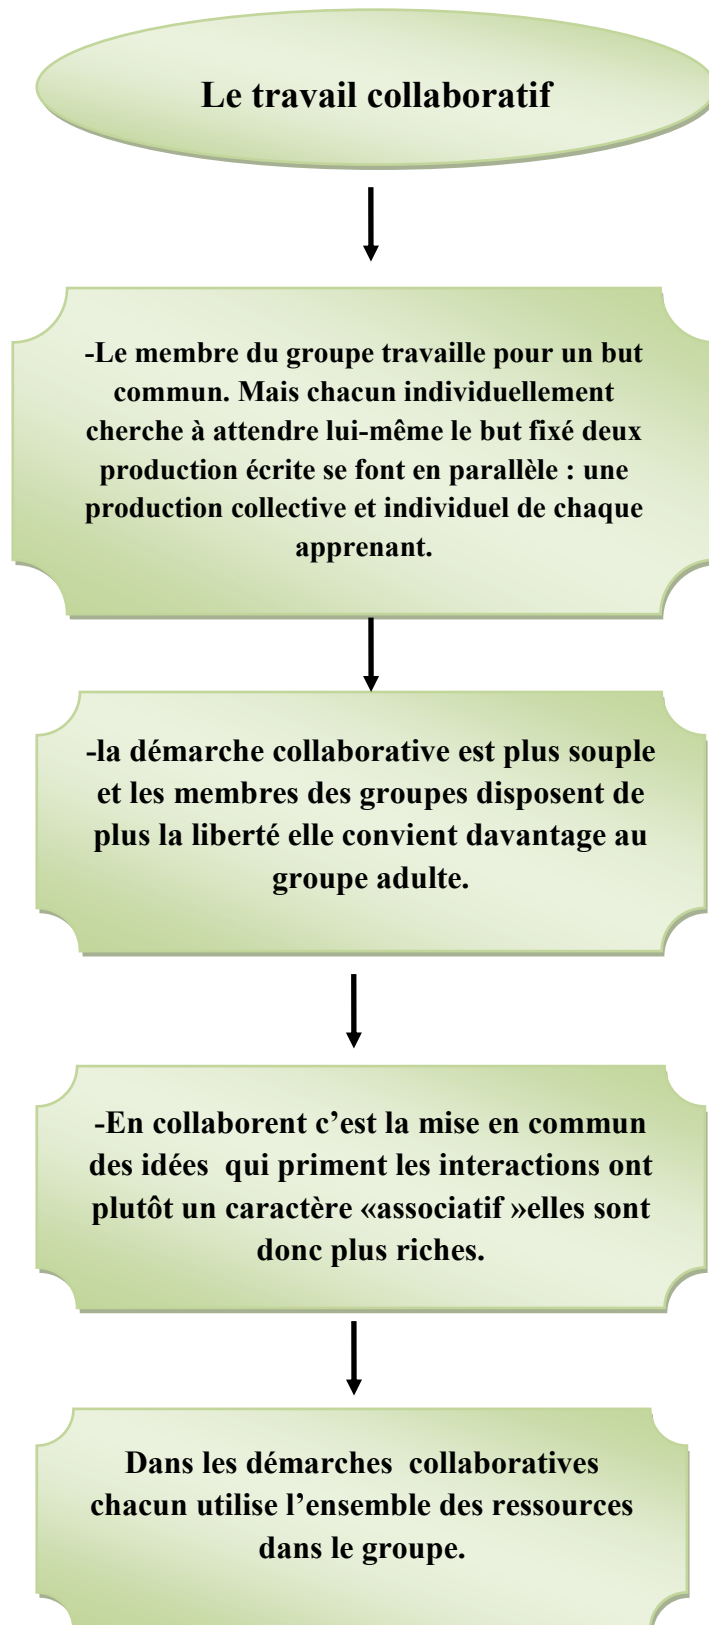 Le travail collaboratif
-Le membre du groupe travaille pour un but
commun. Mais chacun individuellement
cherche à attendre lui-même le but fixé deux
production écrite se font en parallèle : une
production collective et individuel de chaque
apprenant.
-la démarche collaborative est plus souple
et les membres des groupes disposent de
plus la liberté elle convient davantage au
groupe adulte.
-En collaborent c’est la mise en commun
des idées  qui priment les interactions ont
plutôt un caractère «associatif »elles sont
donc plus riches.
Dans les démarches  collaboratives
chacun utilise l’ensemble des ressources
dans le groupe.